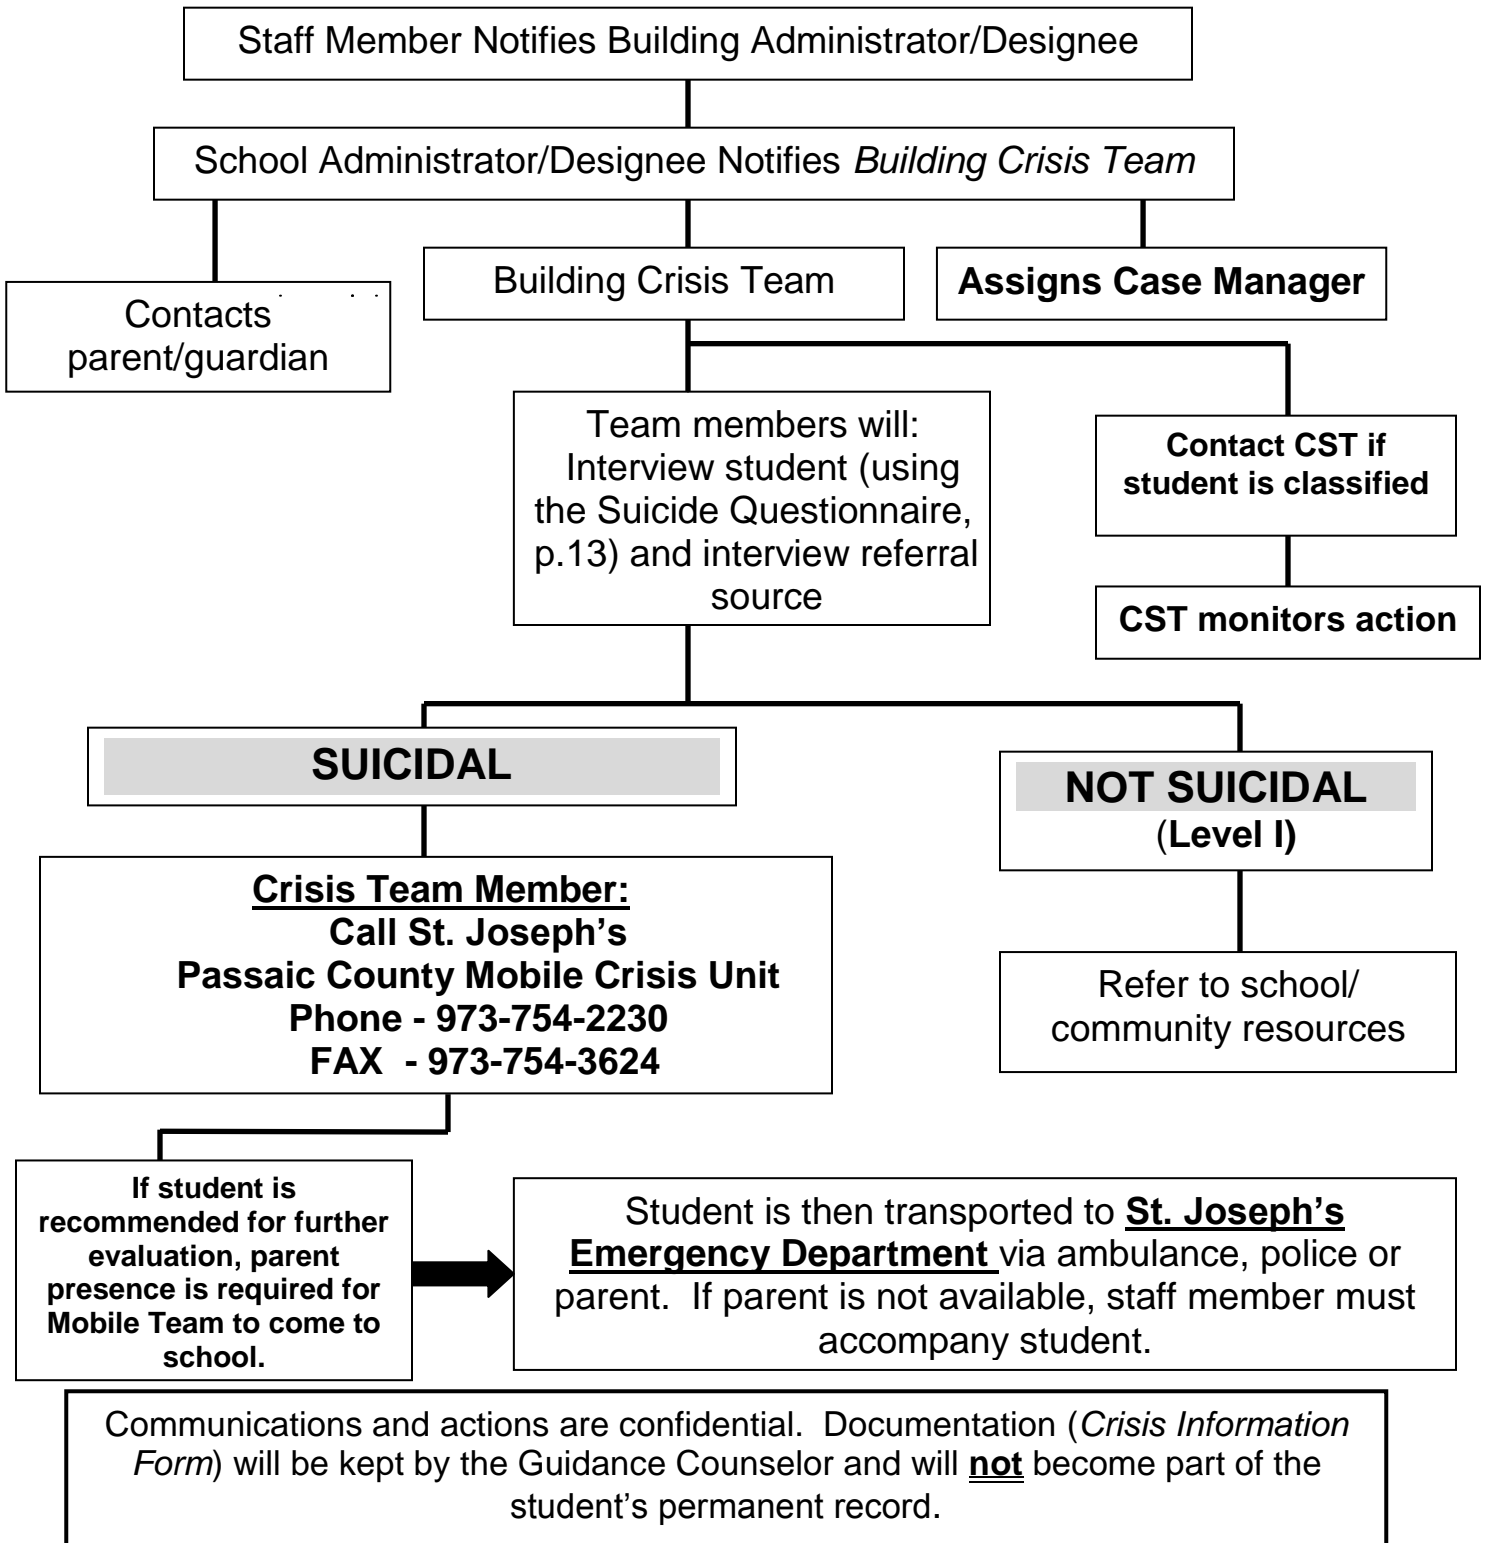 Staff Member Notifies Building Administrator/Designee
School Administrator/Designee Notifies Building Crisis Team
Contacts
parent/guardian
Building Crisis Team
Assigns Case Manager
Team members will:
Interview student (using
the Suicide Questionnaire,
p.13) and interview referral
source
Contact CST if
student is classified
CST monitors action
SUICIDAL
NOT SUICIDAL
(Level I)
Crisis Team Member:
Call St. Joseph’s
Passaic County Mobile Crisis Unit
Phone - 973-754-2230
FAX - 973-754-3624
Refer to school/
community resources
If student is
recommended for further
evaluation, parent
presence is required for
Mobile Team to come to
school.
Student is then transported to St. Joseph’s
Emergency Department via ambulance, police or
parent. If parent is not available, staff member must
accompany student.
Communications and actions are confidential. Documentation (Crisis Information
Form) will be kept by the Guidance Counselor and will not become part of the
student’s permanent record.